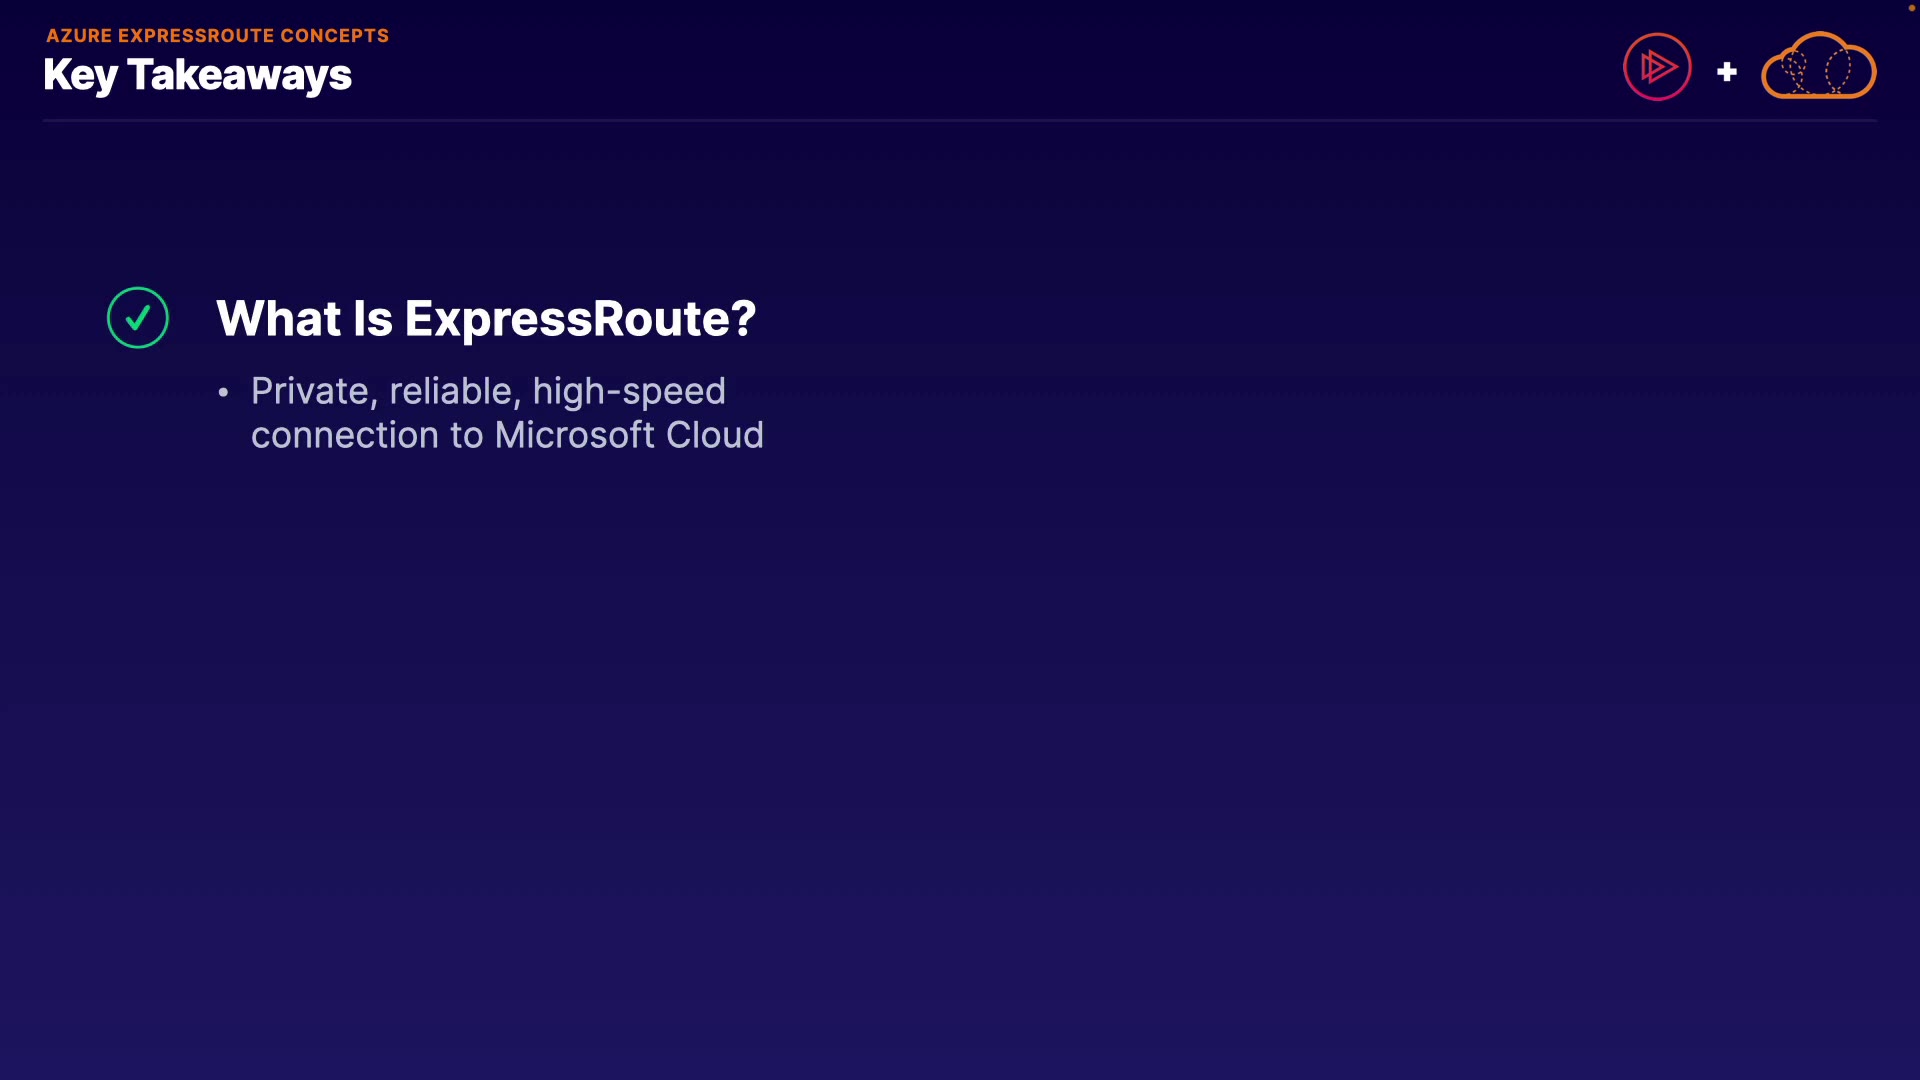 AZURE EXPRESSROUTE CONCEPTS
Key Takeaways
What Is ExpressRoute?
• Private, reliable, high-speed
connection to Microsoft Cloud